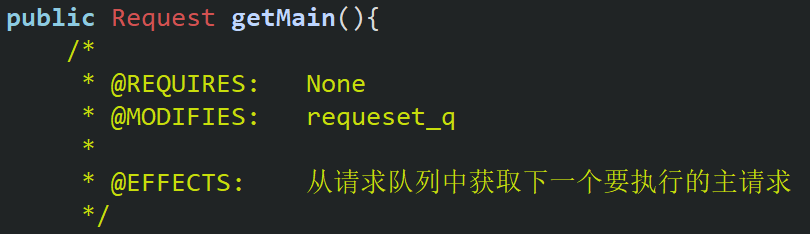 public Request getMain(){
/*
* @REQUIRES: None
* @MODIFIES: requeset_q
*
* @EFFECTS: 从请求队列中获取下一个要执行的主请求
*/